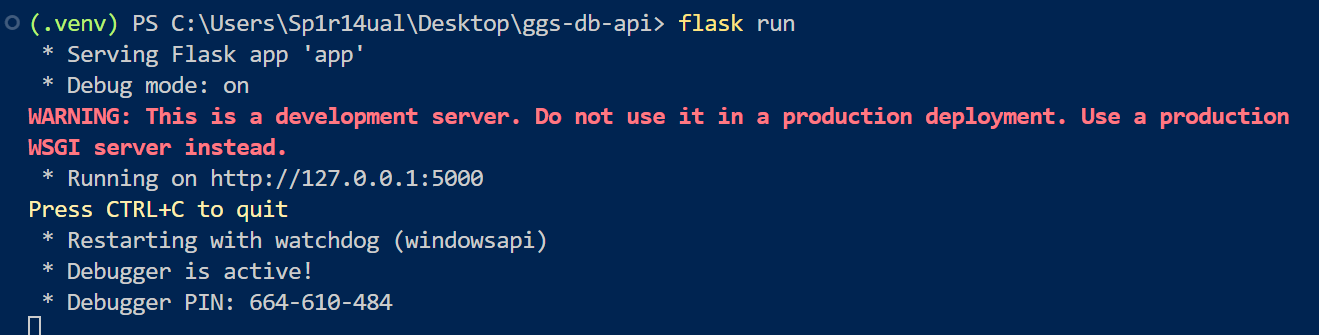 (.venv) PS C:\Users\Sp1r14ual\Desktop\ggs-db-api> flask run
* Serving Flask app 'app'
* Debug mode: on
WARNING: This is a development server. Do not use it in a production deployment. Use a production
WSGI server instead.
* Running on http://127.0.0.1:5000
Press CTRL+C to quit
* Restarting with watchdog (windowsapi)
* Debugger is active!
* Debugger PIN: 664-610-484